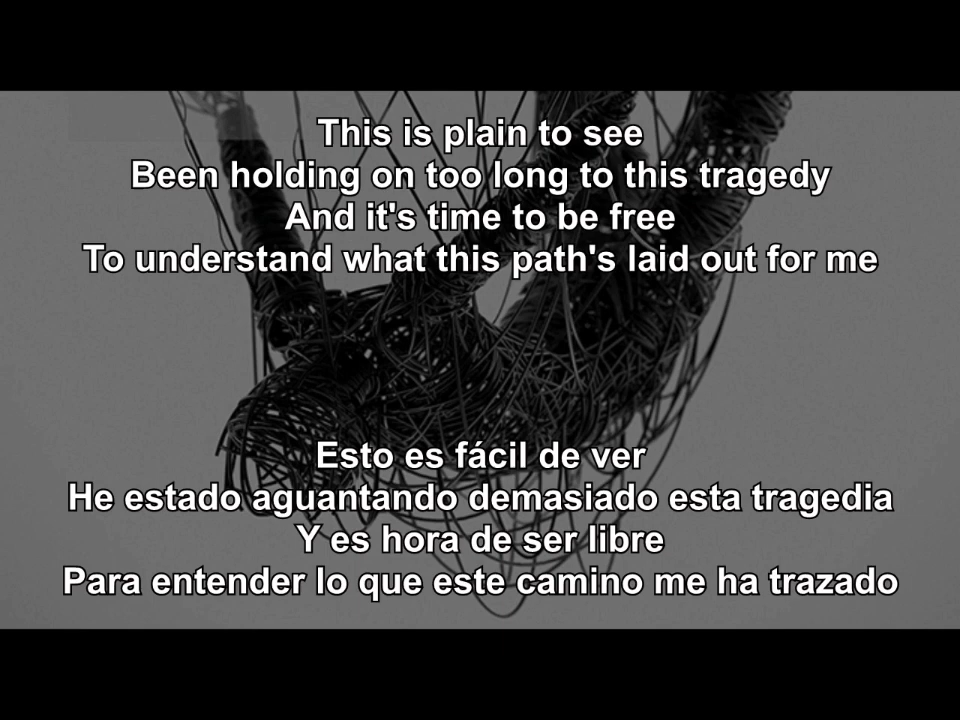 This is plain to see
Been holding on too long to this tragedy
And it's time to be free
To understand what this path's laid out for me
Esto es fácil de ver
He estado aguantando demasiado esta tragedia
Y es hora de ser libre
Para entender lo que este camino me ha trazado